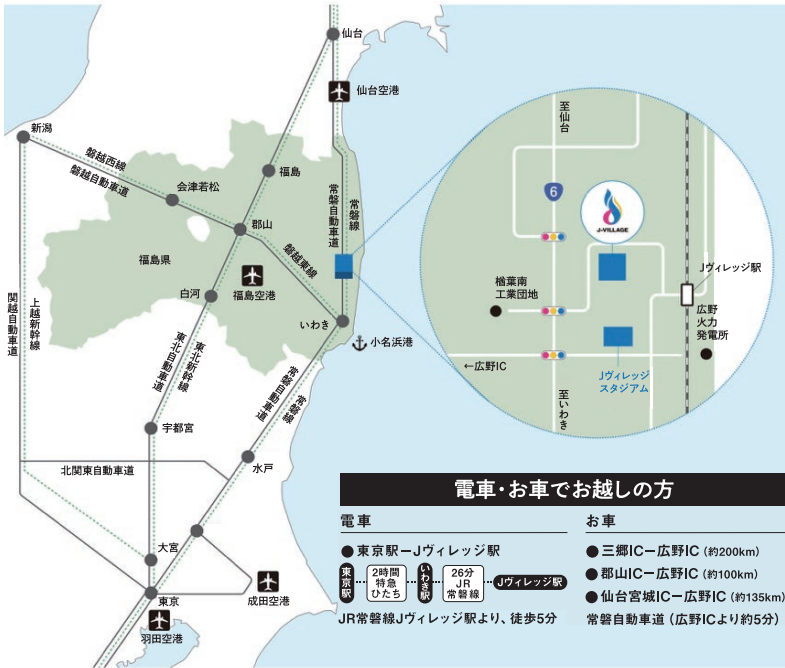 仙台
仙台空港
新潟
磐越西線
磐越自動車道
会津若松
福島
常磐自動車道
常磐線
郡山
福島県
磐越東線
福島空港
白河
いわき
小名浜港
関越自動車道
上越新幹線
東北新幹線
東北自動車道
常磐線
常磐自動車道
宇都宮
北関東自動車道
水戸
大宮
東京
成田空港
羽田空港
至仙台
6
J-VILLAGE
楢葉南
工業団地
Jヴィレッジ駅
広野
火力
発電所
←広野IC
Jヴィレッジ
スタジアム
至いわき
電車・お車でお越しの方
電車
●東京駅ーJヴィレッジ駅
東京駅
2時間
特急
ひたち
いわき駅
26分
JR
常磐線
Jヴィレッジ駅
JR常磐線Jヴィレッジ駅より、徒歩5分
お車
●三郷ICー広野IC (約200km)
●郡山ICー広野IC (約100km)
●仙台宮城ICー広野IC (約135km)
常磐自動車道 (広野ICより約5分)